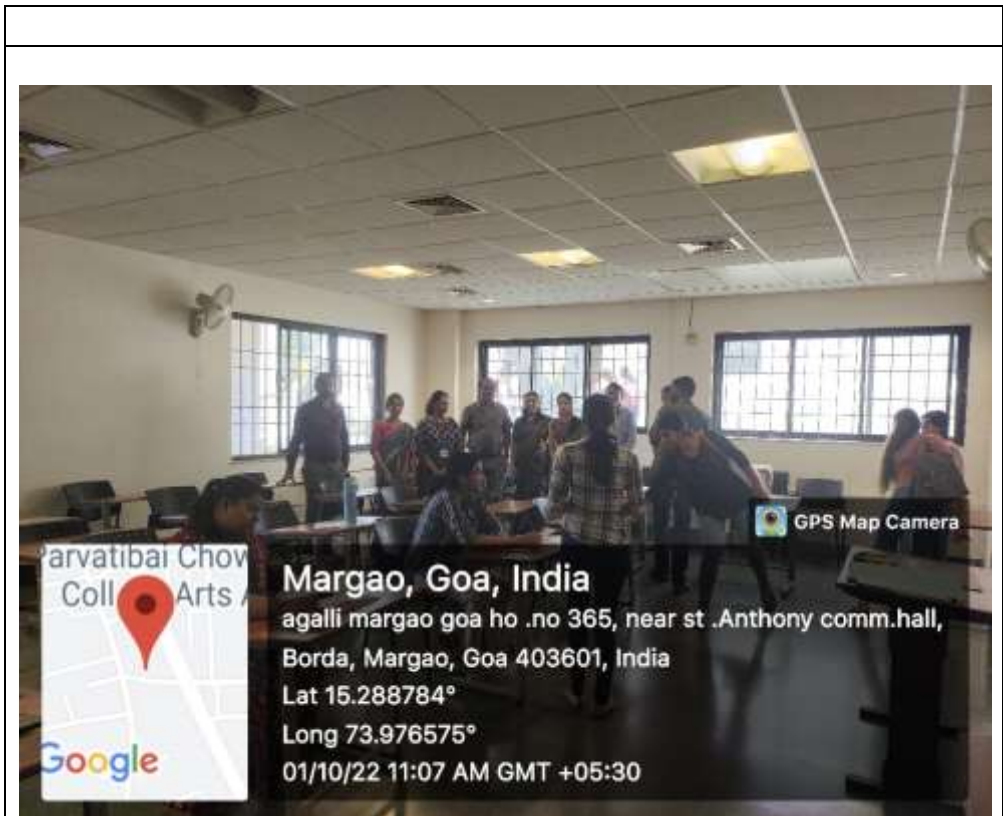 GPS Map Camera
Parvatibai Chow
Coll Arts
Google
Margao, Goa, India
agalli margao goa ho .no 365, near st .Anthony comm.hall,
Borda, Margao, Goa 403601, India
Lat 15.288784°
Long 73.976575°
01/10/22 11:07 AM GMT +05:30